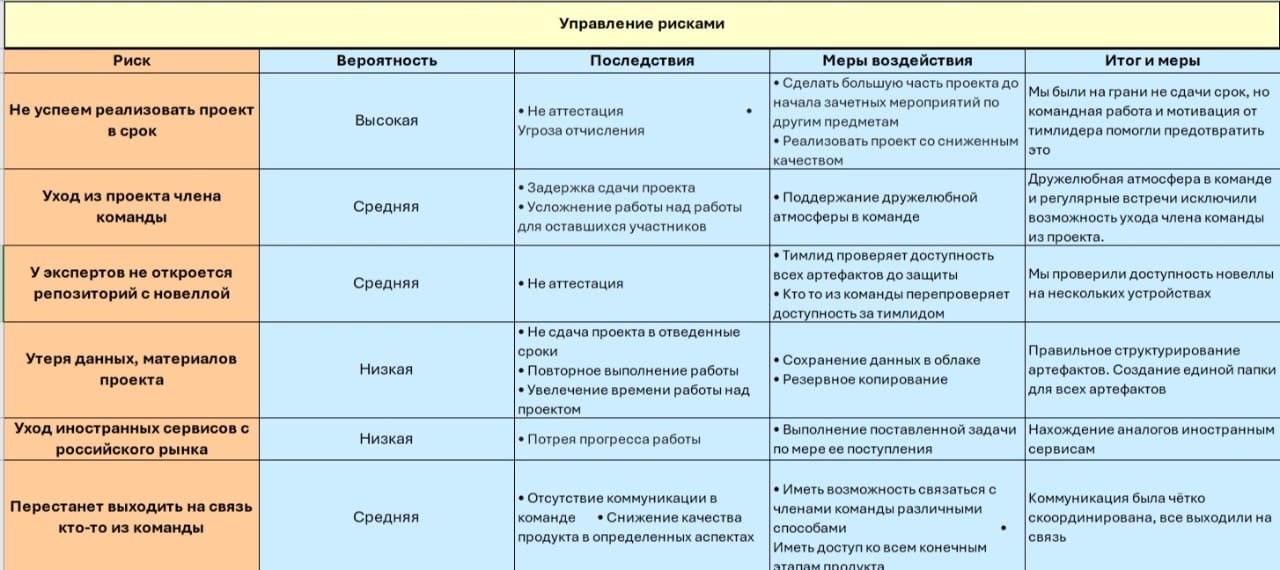 Управление рисками
Риск
Вероятность
Последствия
Меры воздействия
Итог и меры
Не успеем реализовать проект
в срок
Высокая
• Не аттестация •
Угроза отчисления
• Сделать большую часть проекта до
начала зачетных мероприятий по
другим предметам
• Реализовать проект со сниженным
качеством
Мы были на грани не сдачи срок, но
командная работа и мотивация от
тимлидера помогли предотвратить
это
Уход из проекта члена
команды
Средняя
• Задержка сдачи проекта
• Усложнение работы над работы
для оставшихся участников
• Поддержание дружелюбной
атмосферы в команде
Дружелюбная атмосфера в команде
и регулярные встречи исключили
возможность ухода члена команды
из проекта.
У экспертов не откроется
репозиторий с новеллой
Средняя
• Не аттестация
• Тимлид проверяет доступность
всех артефактов до защиты
• Кто то из команды перепроверяет
доступность за тимлидом
Мы проверили доступность новеллы
на нескольких устройствах
Утеря данных, материалов
проекта
Низкая
• Не сдача проекта в отведенные
сроки
• Повторное выполнение работы
• Увелечение времени работы над
проектом
• Сохранение данных в облаке
• Резервное копирование
Правильное структурирование
артефактов. Создание единой папки
для всех артефактов
Уход иностранных сервисов с
российского рынка
Низкая
• Потрея прогресса работы
• Выполнение поставленной задачи
по мере ее поступления
Нахождение аналогов иностранным
сервисам
Перестанет выходить на связь
кто-то из команды
Средняя
• Отсутствие коммуникации в
команде • Снижение качества
продукта в определенных аспектах
• Иметь возможность связаться с
членами команды различными
способами •
Иметь доступ ко всем конечным
этапам продукта
Коммуникация была чётко
скоординирована, все выходили на
связь